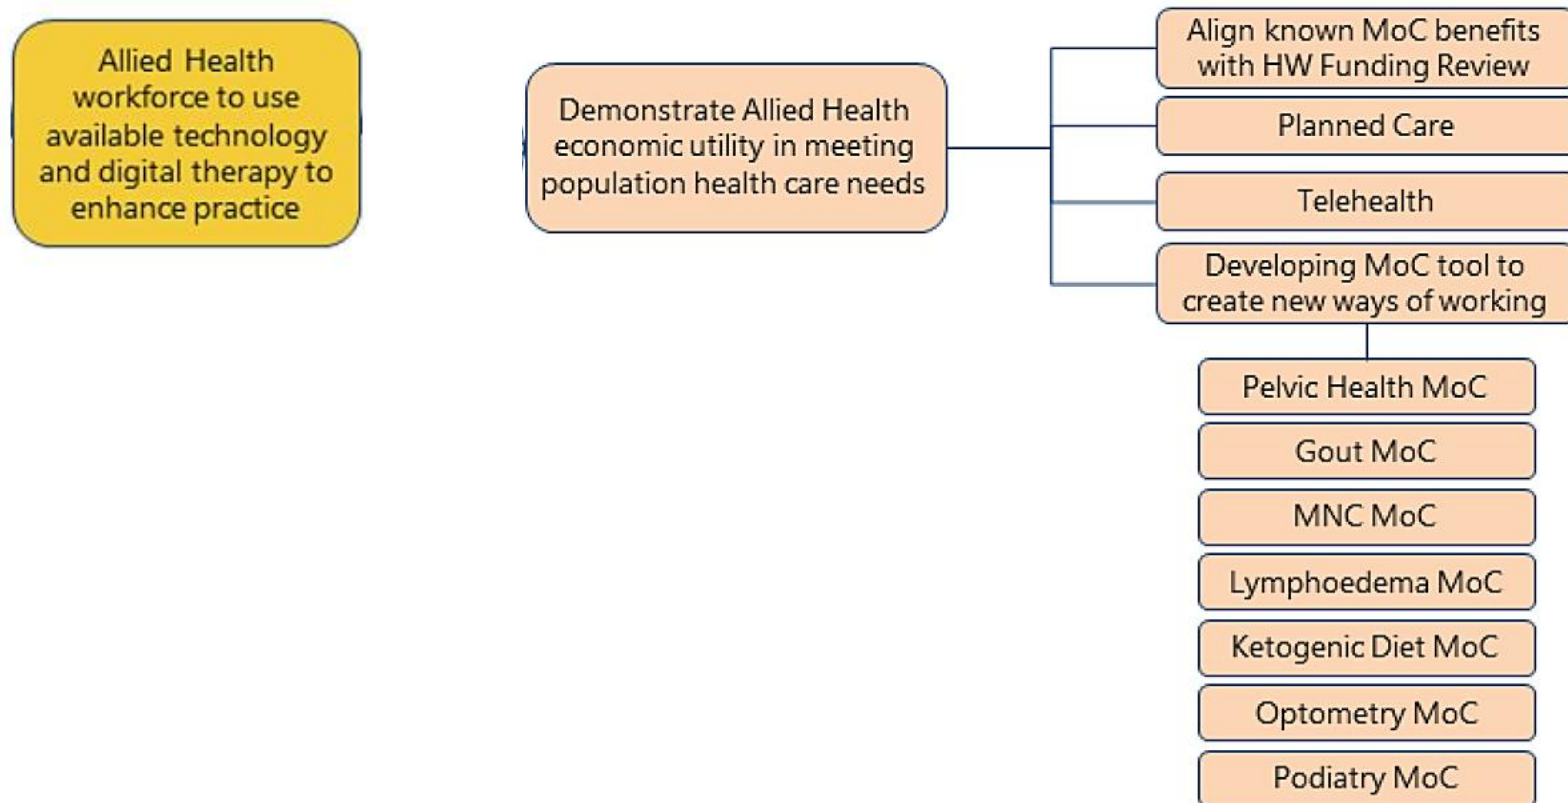 Allied Health
workforce to use
available technology
and digital therapy to
enhance practice
Demonstrate Allied Health
economic utility in meeting
population health care needs
Align known MoC benefits
with HW Funding Review
Planned Care
Telehealth
Developing MoC tool to
create new ways of working
Pelvic Health MoC
Gout MoC
MNC MoC
Lymphoedema MoC
Ketogenic Diet MoC
Optometry MoC
Podiatry MoC